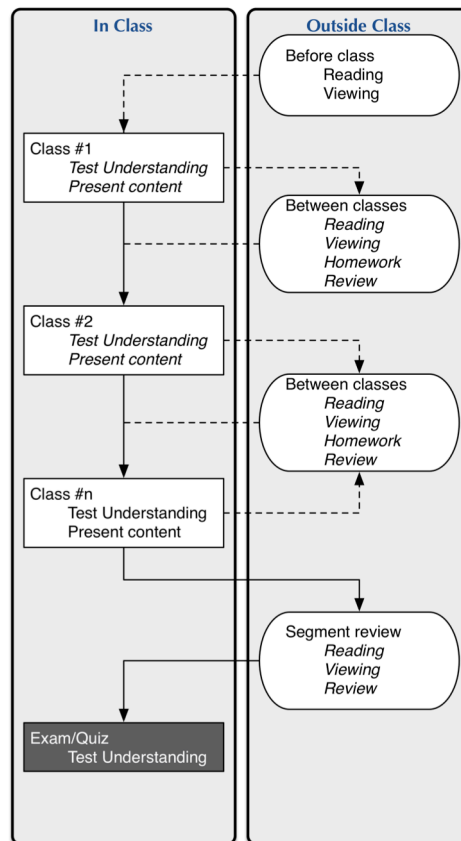 In Class
Outside Class
Before class
Reading
Viewing
Class #1
Test Understanding
Present content
Between classes
Reading
Viewing
Homework
Review
Class #2
Test Understanding
Present content
Between classes
Reading
Viewing
Homework
Review
Class #n
Test Understanding
Present content
Segment review
Reading
Viewing
Review
Exam/Quiz
Test Understanding